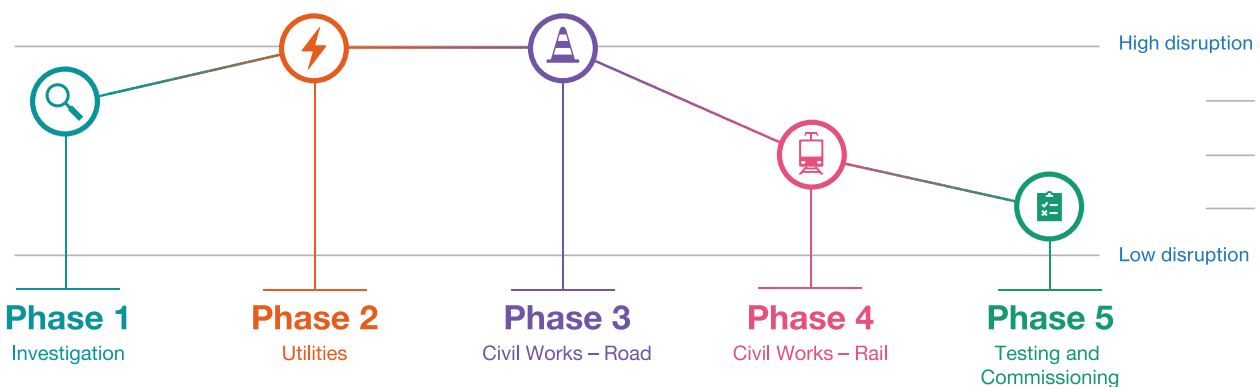 High disruption
Low disruption
Phase 1
Investigation
Phase 2
Utilities
Phase 3
Civil Works – Road
Phase 4
Civil Works – Rail
Phase 5
Testing and
Commissioning